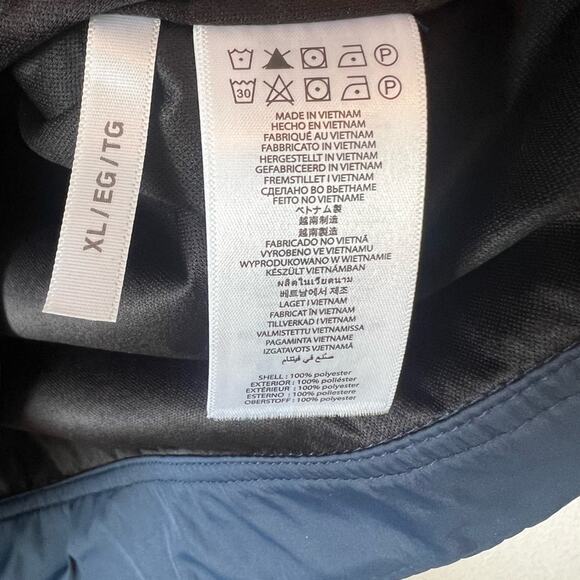 XL / EG / TG
P
30 P
MADE IN VIETNAM
HECHO EN VIETNAM
FABRIQUÉ AU VIETNAM
FABBRICATO IN VIETNAM
HERGESTELLT IN VIETNAM
GEFABRICEERD IN VIETNAM
FREMSTILLET I VIETNAM
СДЕЛАНО ВО ВЬЕТНАМЕ
FEITO NO VIETNAME
ベトナム製
越南制造
越南製造
FABRICADO NO VIETNÃ
VYROBENO VE VIETNAMU
WYPRODUKOWANO W WIETNAMIE
KÉSZÜLT VIETNÁMBAN
ผลิตในเวียดนาม
베트남에서 제조
LAGET I VIETNAM
FABRICAT ÎN VIETNAM
TILLVERKAD I VIETNAM
VALMISTETTU VIETNAMISSA
PAGAMINTA VIETNAME
IZGATAVOTS VJETNAMĀ
صنع في فيتنام
SHELL : 100% polyester
EXTERIOR : 100% poliéster
EXTÉRIEUR : 100% polyester
ESTERNO : 100% poliestere
OBERSTOFF : 100% polyester